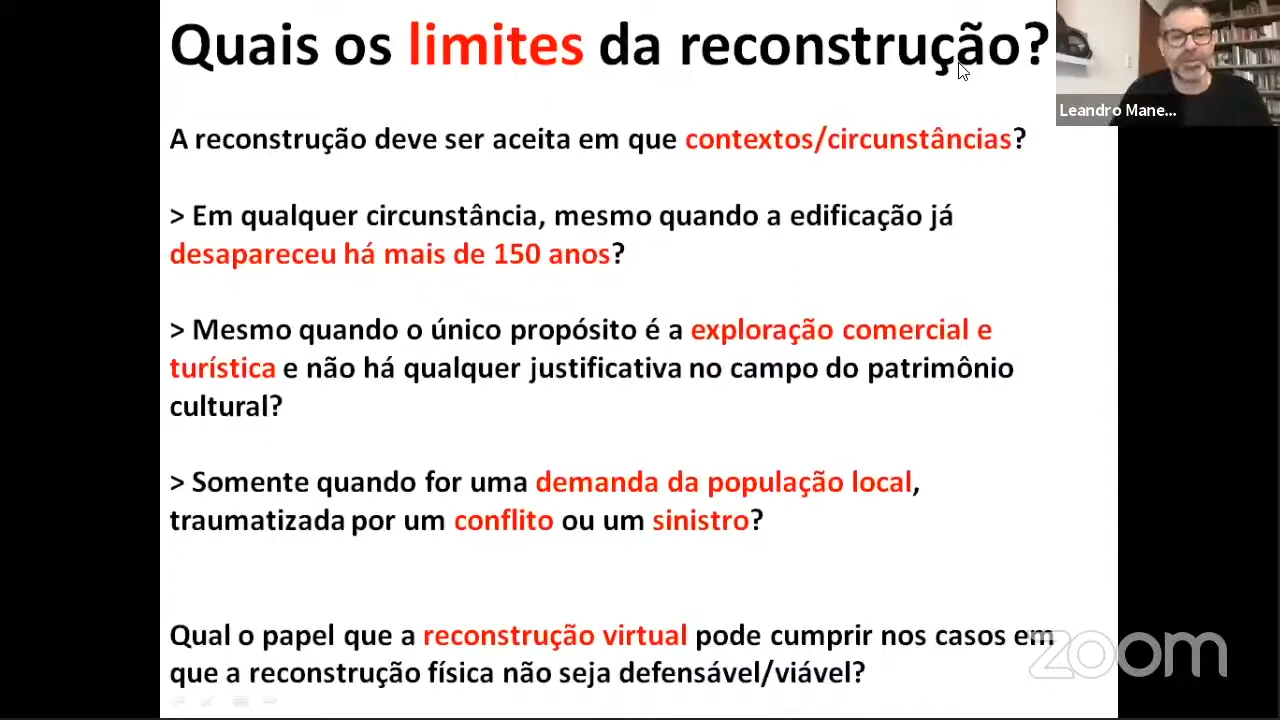 Quais os limites da reconstrução?
Leandro Mane...
A reconstrução deve ser aceita em que contextos/circunstâncias?
> Em qualquer circunstância, mesmo quando a edificação já
desapareceu há mais de 150 anos?
> Mesmo quando o único propósito é a exploração comercial e
turística e não há qualquer justificativa no campo do patrimônio
cultural?
> Somente quando for uma demanda da população local,
traumatizada por um conflito ou um sinistro?
Qual o papel que a reconstrução virtual pode cumprir nos casos em
que a reconstrução física não seja defensável/viável?
zoom